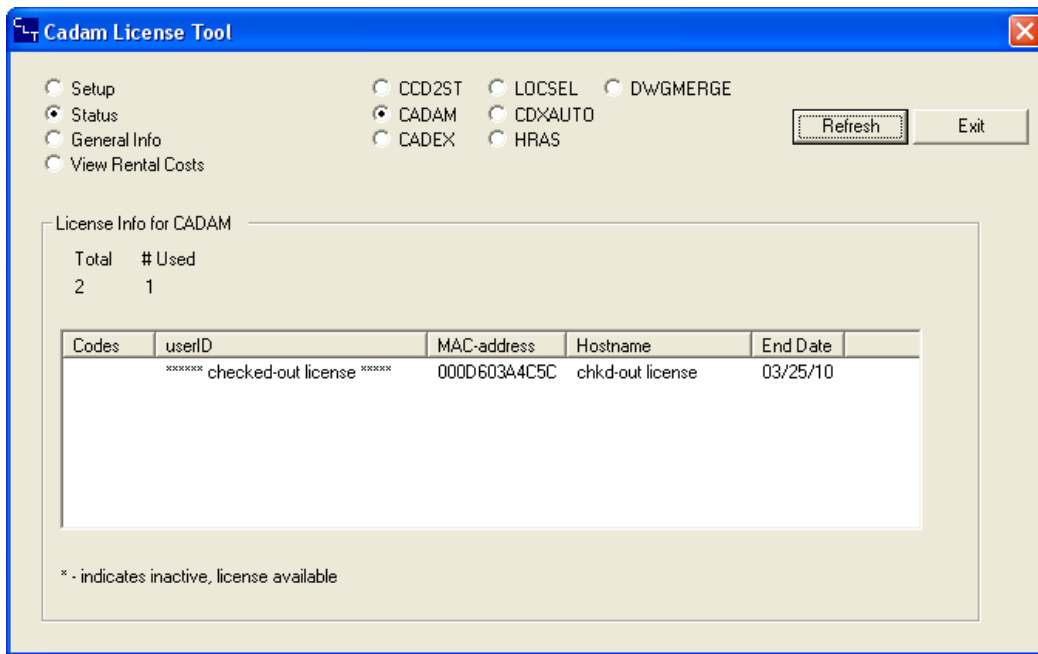 CLT Cadam License Tool
Setup CCD2ST LOCSEL DWGMERGE
Status CADAM CDXAUTO Refresh Exit
General Info CADEX HRAS
View Rental Costs
License Info for CADAM
Total # Used
2 1
Codes userID MAC-address Hostname End Date
****** checked-out license ***** 000D603A4C5C chkd-out license 03/25/10
* - indicates inactive, license available